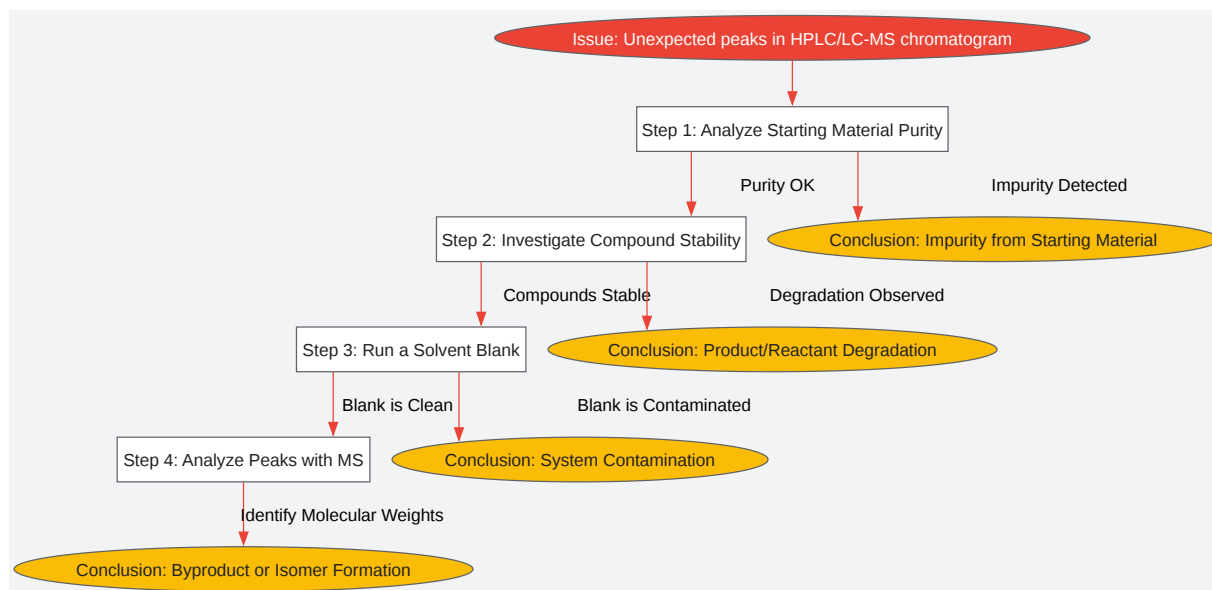 Issue: Unexpected peaks in HPLC/LC-MS chromatogram
Step 1: Analyze Starting Material Purity
Purity OK
Impurity Detected
Step 2: Investigate Compound Stability
Conclusion: Impurity from Starting Material
Compounds Stable
Degradation Observed
Step 3: Run a Solvent Blank
Conclusion: Product/Reactant Degradation
Blank is Clean
Blank is Contaminated
Step 4: Analyze Peaks with MS
Conclusion: System Contamination
Identify Molecular Weights
Conclusion: Byproduct or Isomer Formation